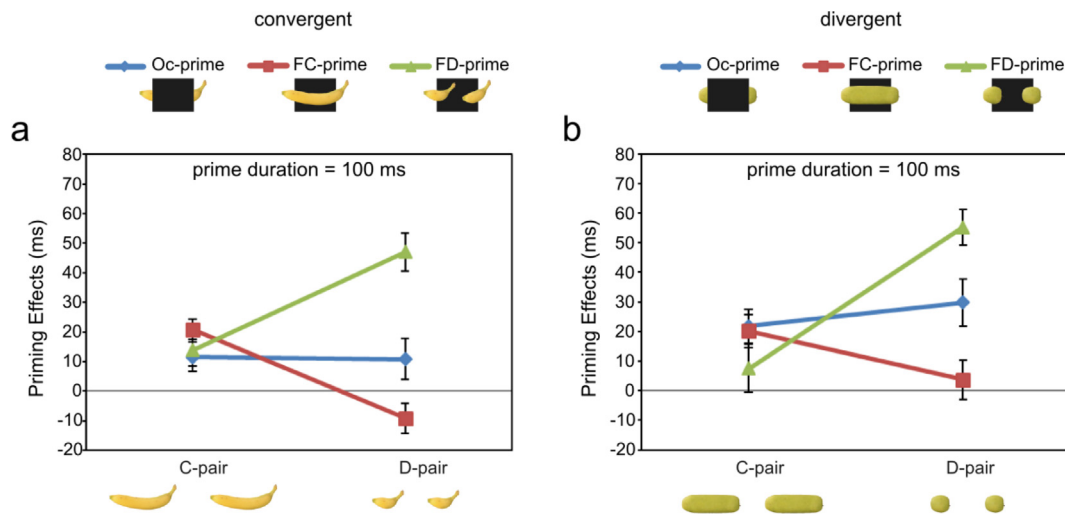 convergent
divergent
Oc-prime FC-prime FD-prime
Oc-prime FC-prime FD-prime
a
b
prime duration = 100 ms
prime duration = 100 ms
Priming Effects (ms)
80
70
60
50
40
30
20
10
0
-10
-20
C-pair D-pair
Priming Effects (ms)
80
70
60
50
40
30
20
10
0
-10
-20
C-pair D-pair